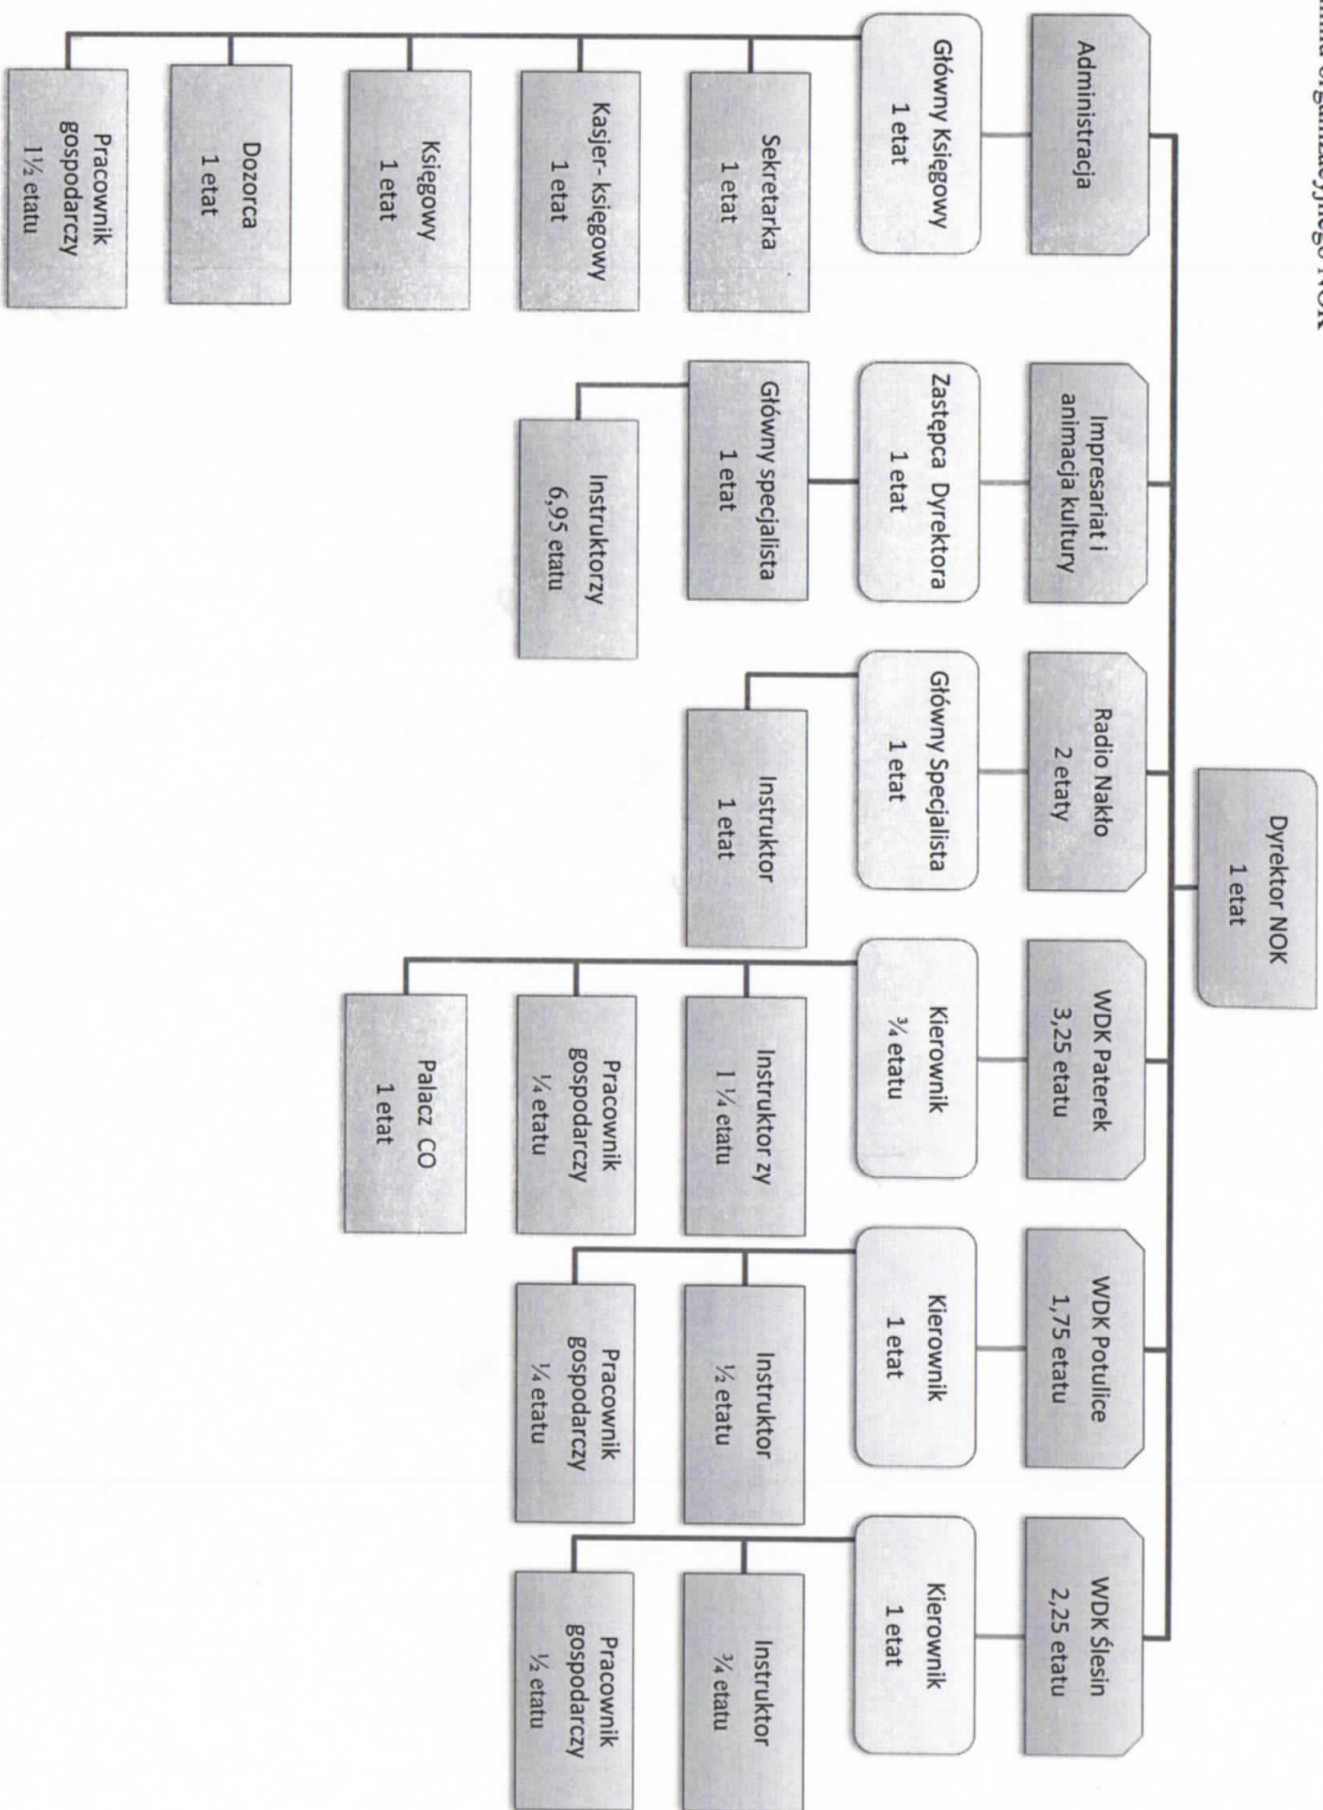 organizacyjnego NOK
Dyrektor NOK
1 etat
Administracja
Główny Księgowy
1 etat
Sekretarka
1 etat
Kasjer- księgowy
1 etat
Księgowy
1 etat
Dozorca
1 etat
Pracownik
gospodarczy
1½ etatu
Impresariat i
animacja kultury
Zastępca Dyrektora
1 etat
Główny specjalista
1 etat
Instruktorzy
6,95 etatu
Radio Nakło
2 etaty
Główny Specjalista
1 etat
Instruktor
1 etat
WDK Paterek
3,25 etatu
Kierownik
¾ etatu
Instruktor zy
1 ¼ etatu
Pracownik
gospodarczy
¼ etatu
Palacz CO
1 etat
WDK Potulice
1,75 etatu
Kierownik
1 etat
Instruktor
½ etatu
Pracownik
gospodarczy
¼ etatu
WDK Ślesin
2,25 etatu
Kierownik
1 etat
Instruktor
¾ etatu
Pracownik
gospodarczy
½ etatu